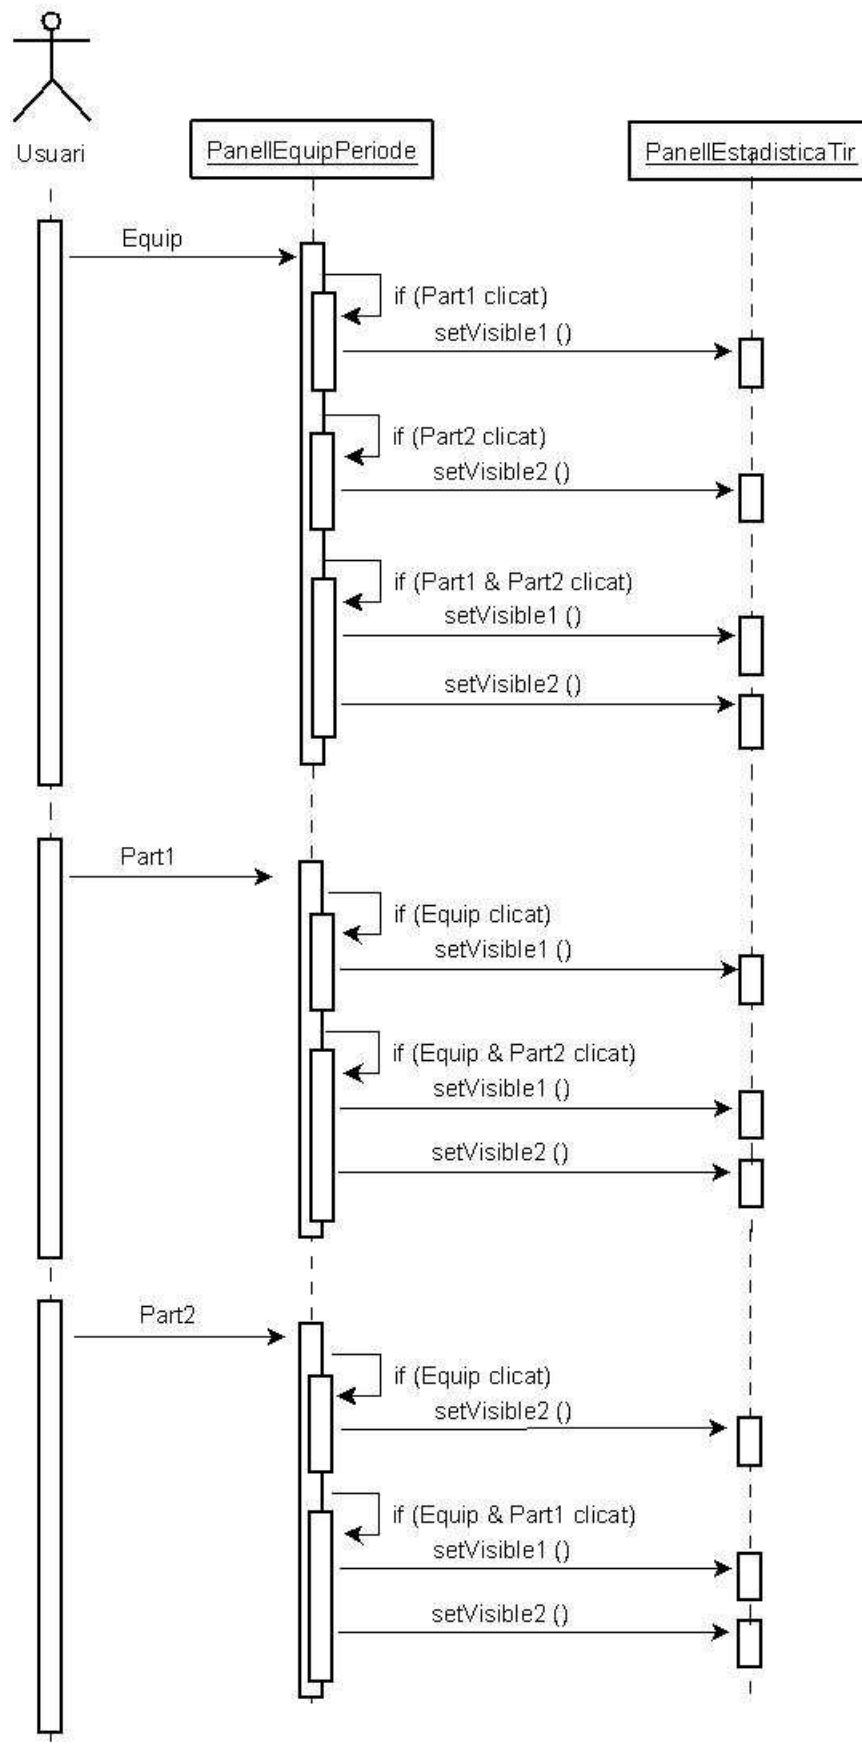 Usuari
PanellEquipPeriode
PanellEstadisticaTir
Equip
if (Part1 clicat)
setVisible1 ()
if (Part2 clicat)
setVisible2 ()
if (Part1 & Part2 clicat)
setVisible1 ()
setVisible2 ()
Part1
if (Equip clicat)
setVisible1 ()
if (Equip & Part2 clicat)
setVisible1 ()
setVisible2 ()
Part2
if (Equip clicat)
setVisible2 ()
if (Equip & Part1 clicat)
setVisible1 ()
setVisible2 ()